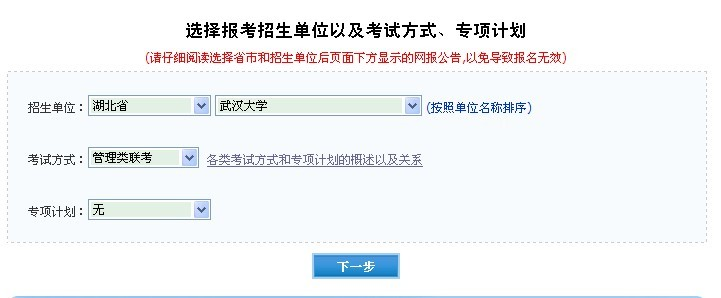 选择报考招生单位以及考试方式、专项计划
(请仔细阅读选择省市和招生单位后页面下方显示的网报公告,以免导致报名无效)
招生单位： 湖北省 武汉大学 (按照单位名称排序)
考试方式： 管理类联考 各类考试方式和专项计划的概述以及关系
专项计划： 无
下一步